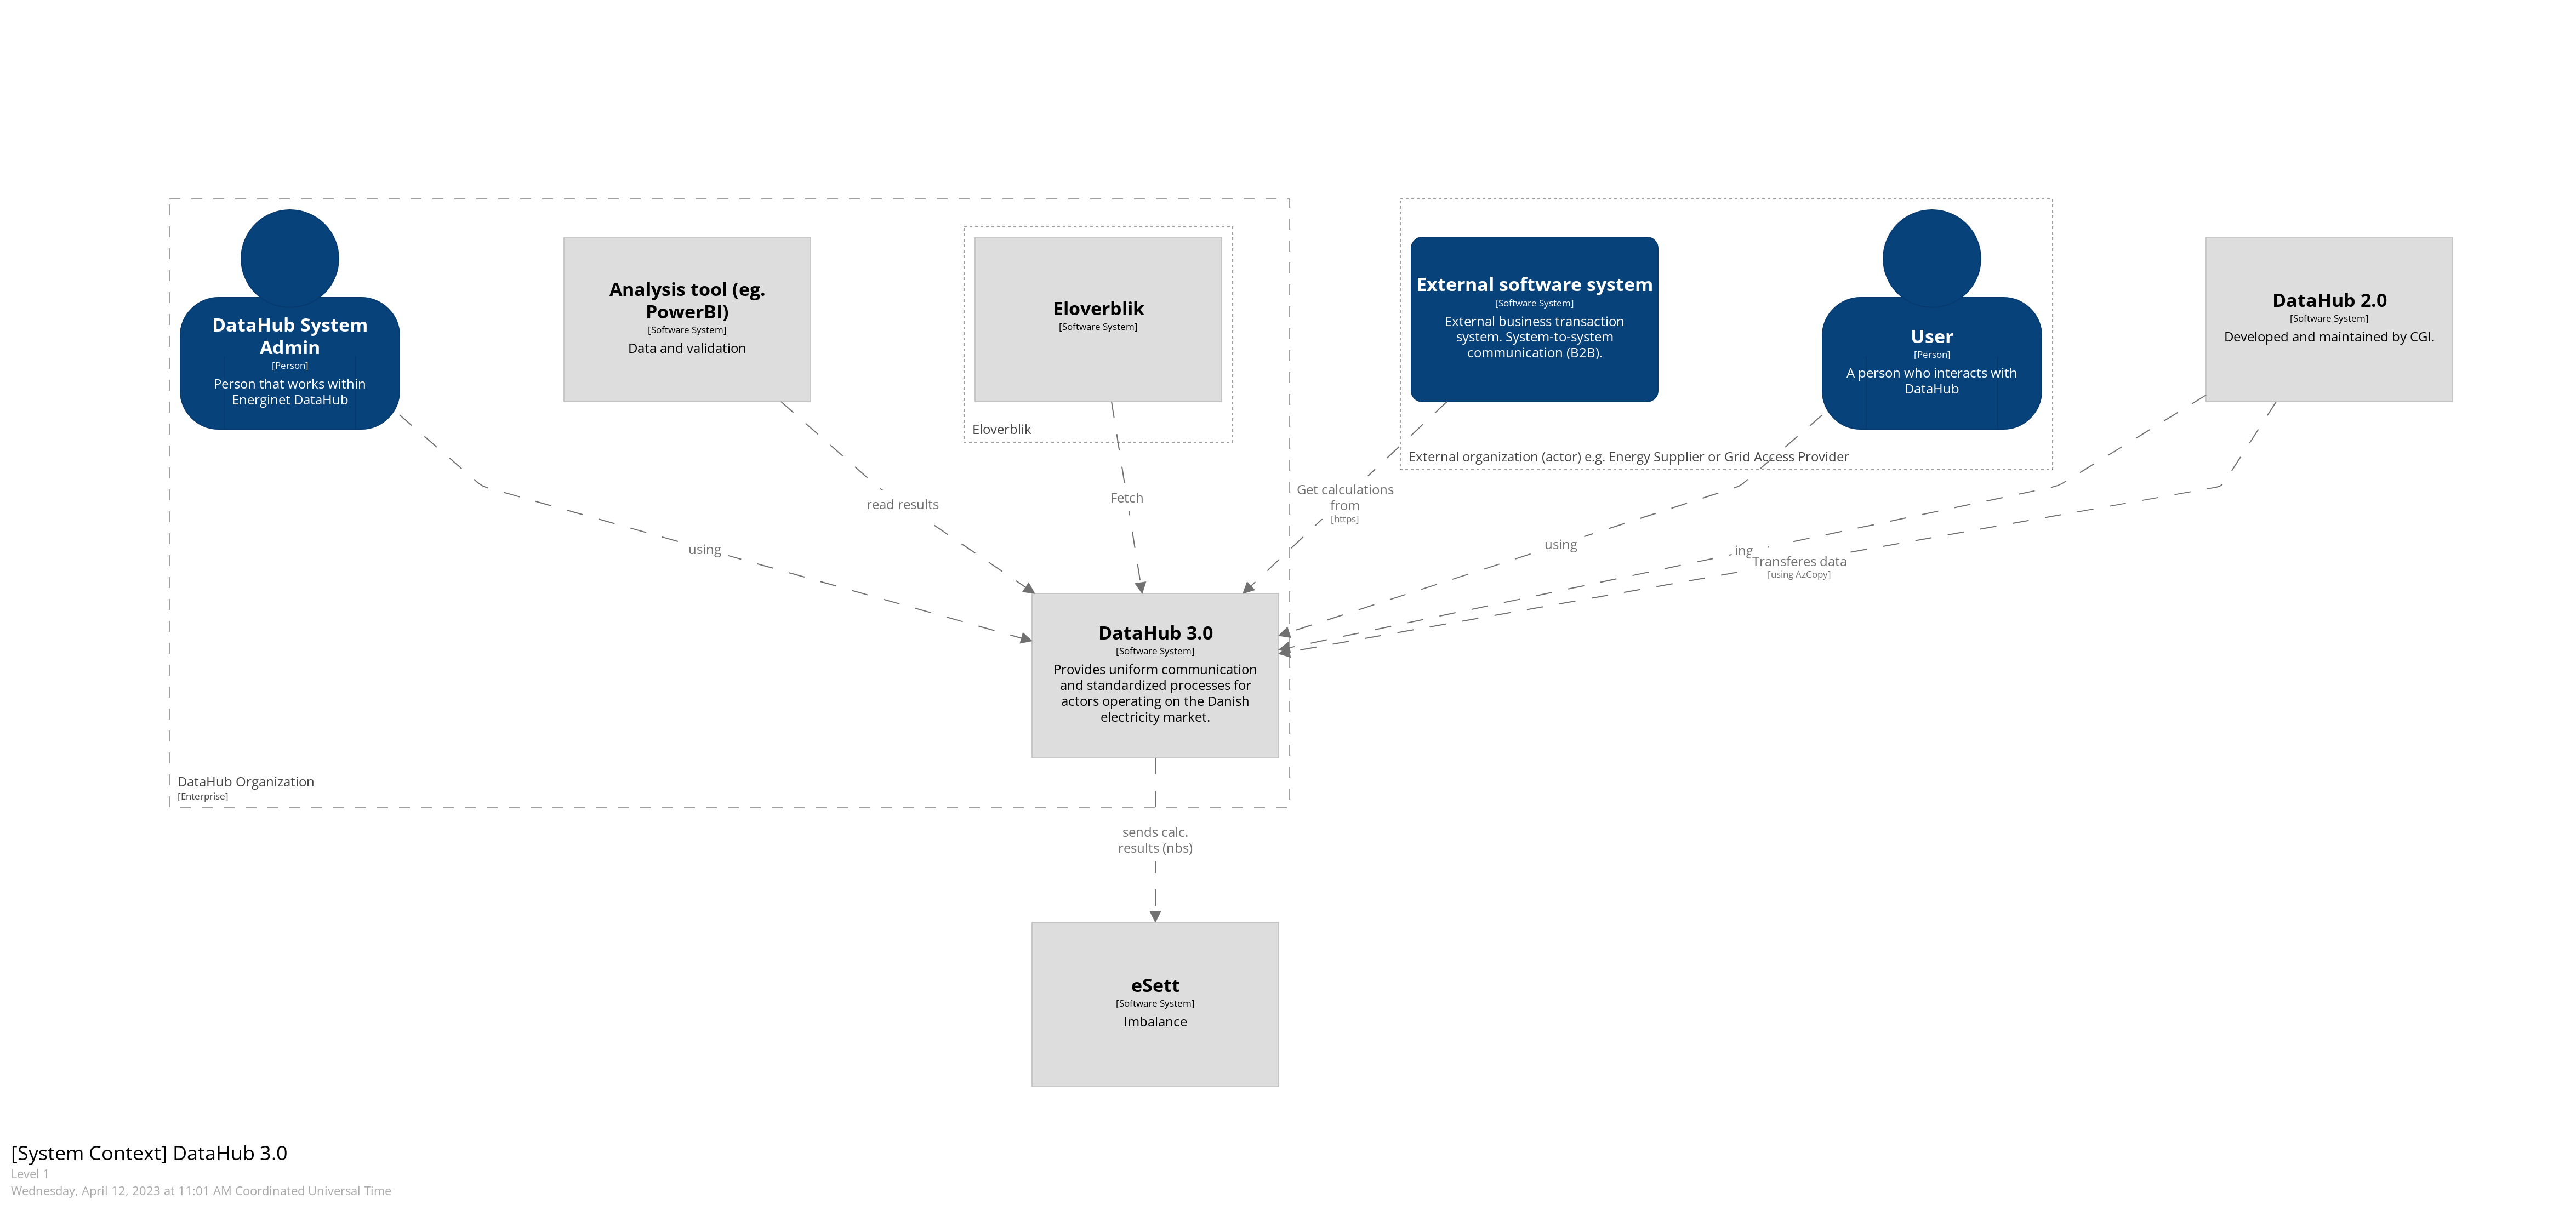 DataHub System
Admin
[Person]
Person that works within
Energinet DataHub
Analysis tool (eg.
PowerBI)
[Software System]
Data and validation
Eloverblik
[Software System]
Eloverblik
External software system
[Software System]
External business transaction
system. System-to-system
communication (B2B).
User
[Person]
A person who interacts with
DataHub
External organization (actor) e.g. Energy Supplier or Grid Access Provider
DataHub 2.0
[Software System]
Developed and maintained by CGI.
using
read results
Fetch
Get calculations
from
[https]
using
ing
Transferes data
[using AzCopy]
DataHub 3.0
[Software System]
Provides uniform communication
and standardized processes for
actors operating on the Danish
electricity market.
DataHub Organization
[Enterprise]
sends calc.
results (nbs)
eSett
[Software System]
Imbalance
[System Context] DataHub 3.0
Level 1
Wednesday, April 12, 2023 at 11:01 AM Coordinated Universal Time